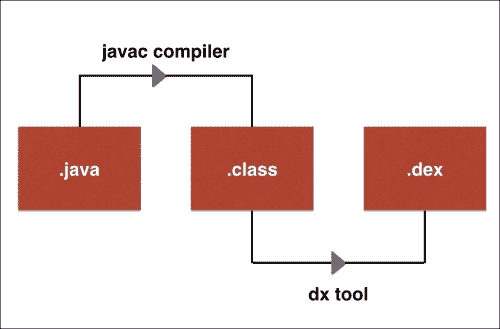 javac compiler
.java
.class
.dex
dx tool